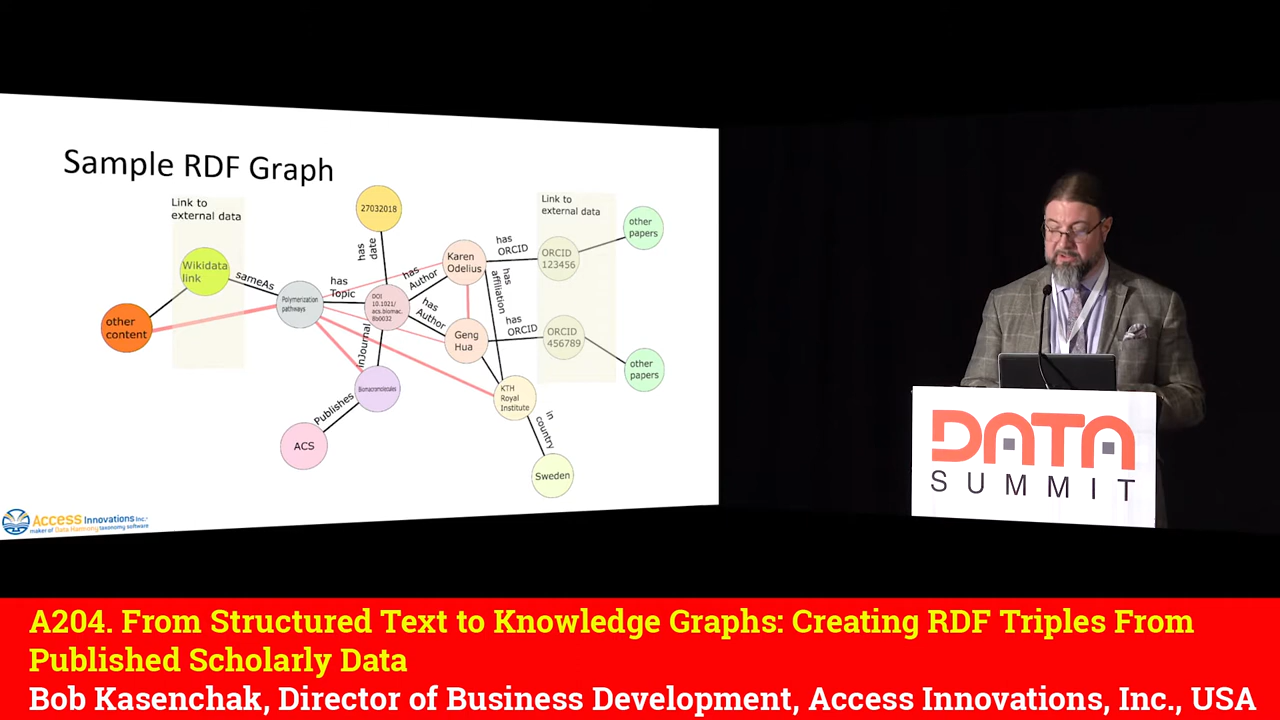 Sample RDF Graph
Link to
external data
Wikidata
link
sameAs
other
content
Polymerization
pathways
has
Topic
27032018
has
date
DOI
10.1021/
acs.biomac.
8b0032
has
Author
has
Author
Karen
Odelius
Geng
Hua
has
ORCID
has
affiliation
has
ORCID
Link to
external data
ORCID
123456
ORCID
456789
other
papers
other
papers
inJournal
Biomacromolecules
Publishes
ACS
KTH
Royal
Institute
in
country
Sweden
Access Innovations Inc.
maker of Data Harmony taxonomy software
DATA
SUMMIT
A204. From Structured Text to Knowledge Graphs: Creating RDF Triples From
Published Scholarly Data
Bob Kasenchak, Director of Business Development, Access Innovations, Inc., USA